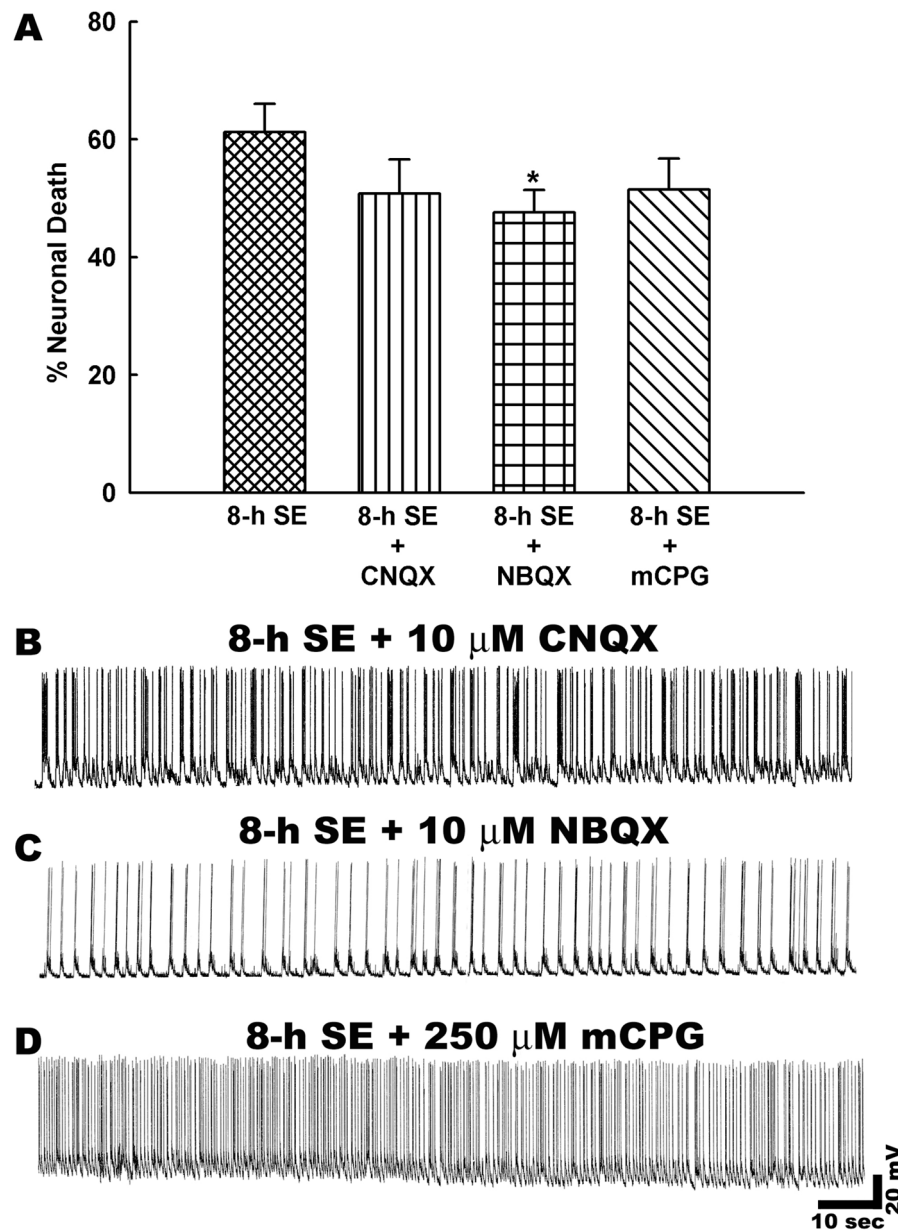 A
80
60
40
20
0
% Neuronal Death
*
8-h SE
8-h SE
+
CNQX
8-h SE
+
NBQX
8-h SE
+
mCPG
B
8-h SE + 10 μM CNQX
C
8-h SE + 10 μM NBQX
D
8-h SE + 250 μM mCPG
20 mV
10 sec